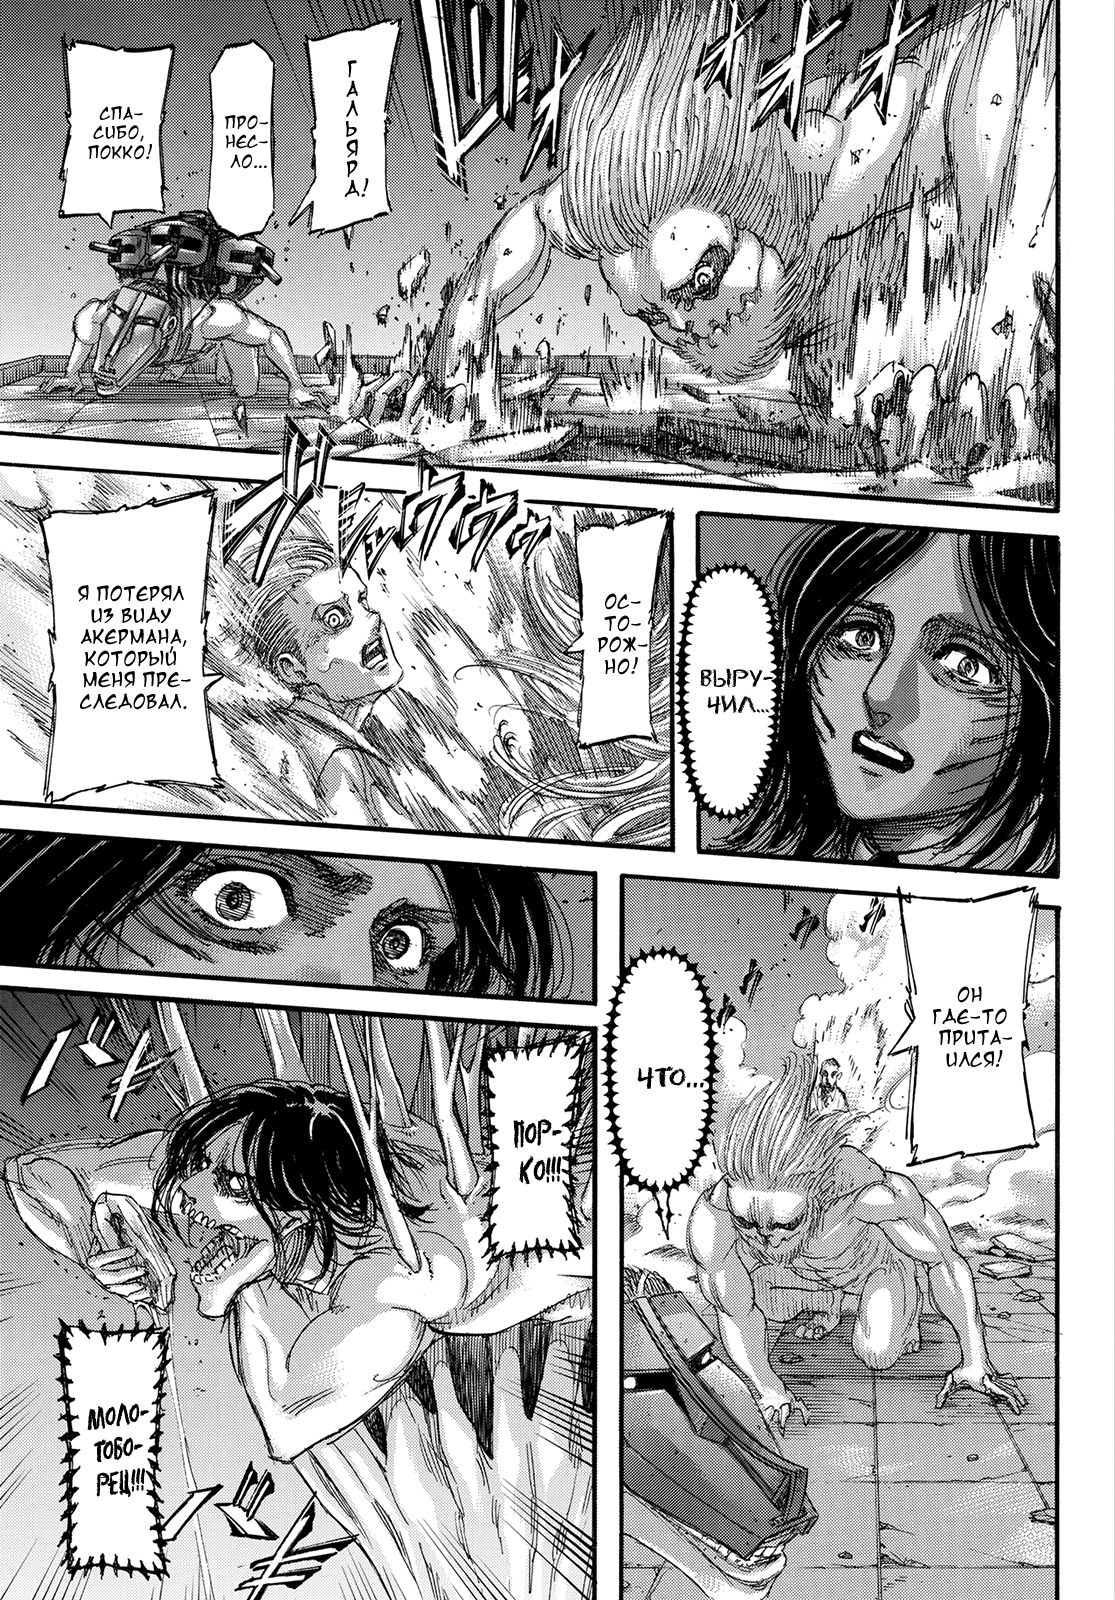 ГАЛЬЯРД!
ПРО-
НЕС-
ЛО...
СПА-
СИБО,
ПОККО!
ВЫРУ-
ЧИЛ...
ОС-
ТО-
РОЖ-
НО!
Я ПОТЕРЯЛ
ИЗ ВИДУ
АКЕРМАНА,
КОТОРЫЙ
МЕНЯ ПРЕ-
СЛЕДОВАЛ.
ОН
ГДЕ-ТО
ПРИТА-
ИЛСЯ!
ЧТО...
ПОР-
КО!!!
МОЛО-
ТОБО-
РЕЦ!!!